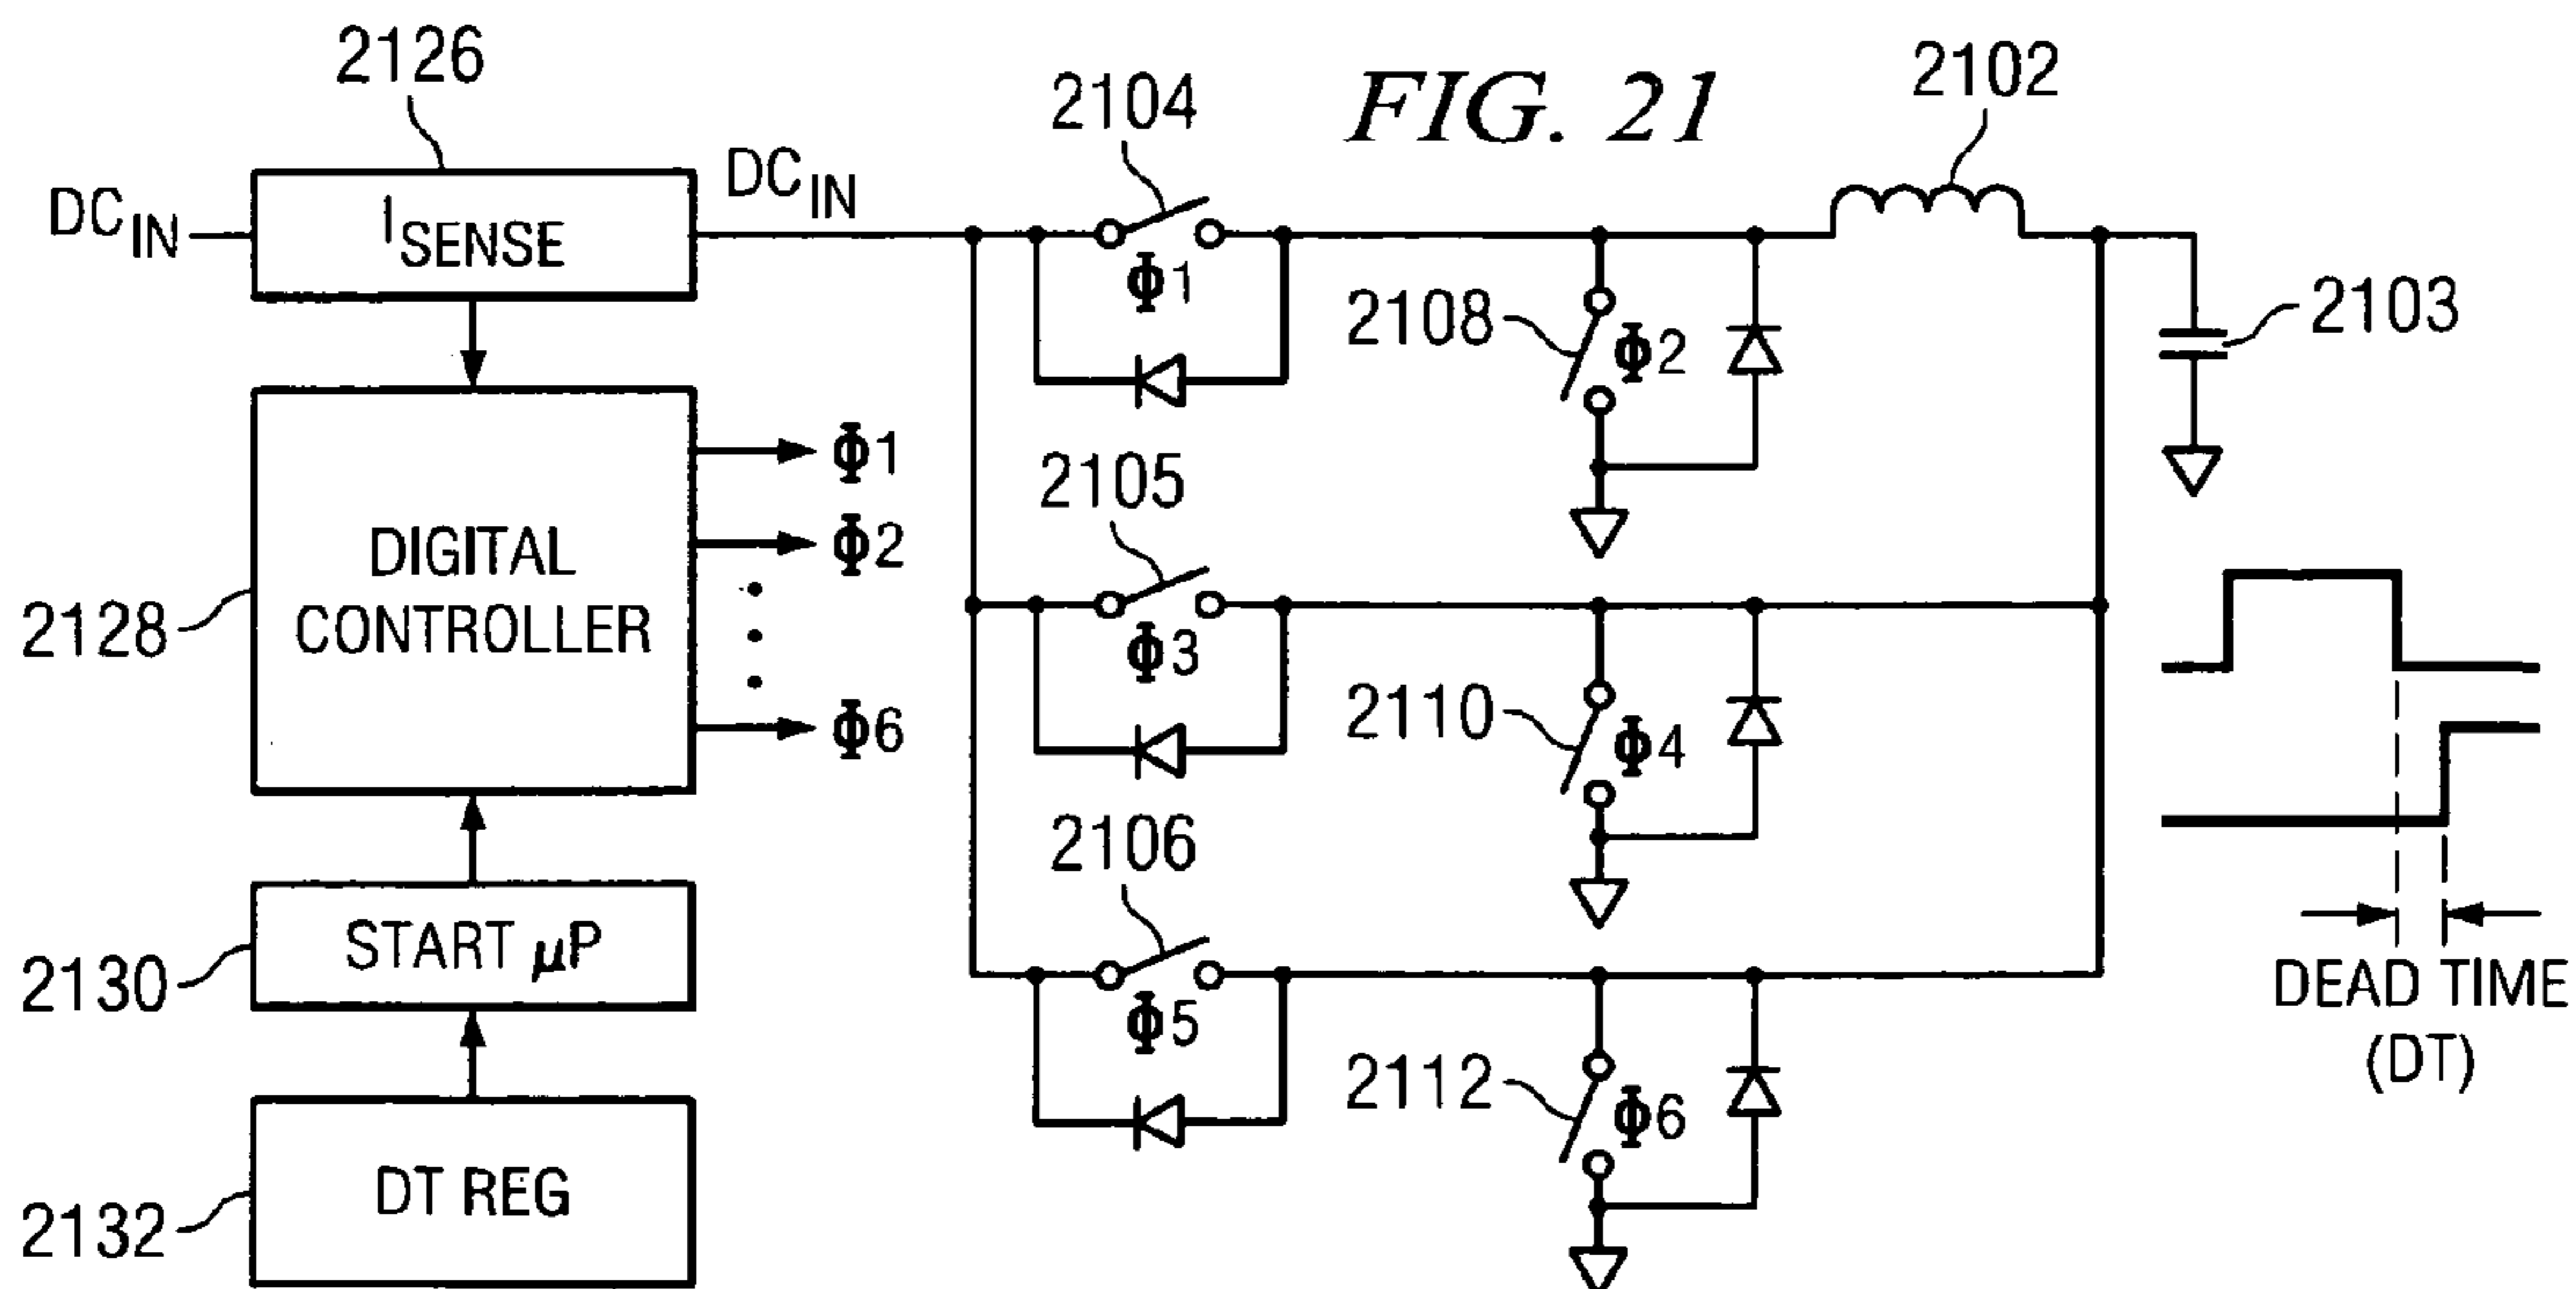 FIG. 21
2126
DC_IN
I_SENSE
DC_IN
2128
DIGITAL
CONTROLLER
Φ1
Φ2
Φ6
2130
START μP
2132
DT REG
2104
Φ1
2108
Φ2
2102
2103
2105
Φ3
2110
Φ4
2106
Φ5
2112
Φ6
DEAD TIME
(DT)